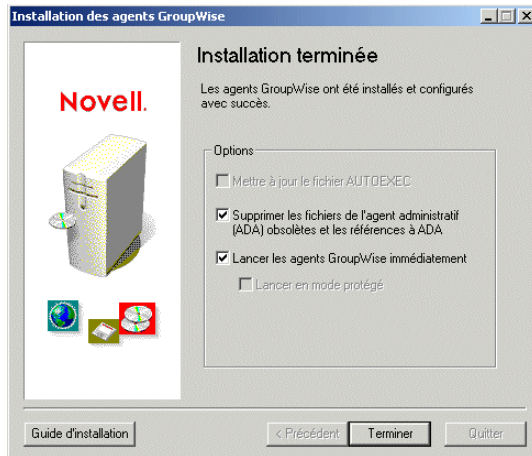 Installation des agents GroupWise
Novell.
Installation terminée
Les agents GroupWise ont été installés et configurés
avec succès.
Options
Mettre à jour le fichier AUTOEXEC
Supprimer les fichiers de l'agent administratif
(ADA) obsolètes et les références à ADA
Lancer les agents GroupWise immédiatement
Lancer en mode protégé
Guide d'installation
< Précédent
Terminer
Quitter